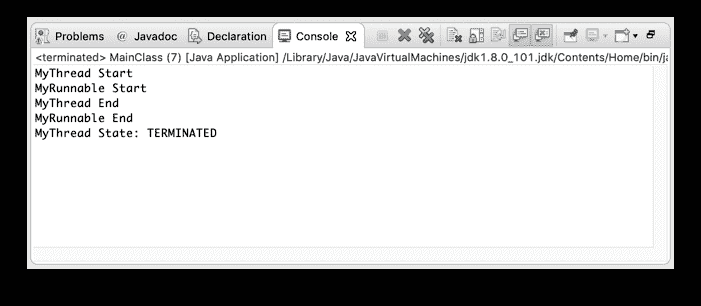 Problems @ Javadoc Declaration Console
<terminated> MainClass (7) [Java Application] /Library/Java/JavaVirtualMachines/jdk1.8.0_101.jdk/Contents/Home/bin/ja
MyThread Start
MyRunnable Start
MyThread End
MyRunnable End
MyThread State: TERMINATED